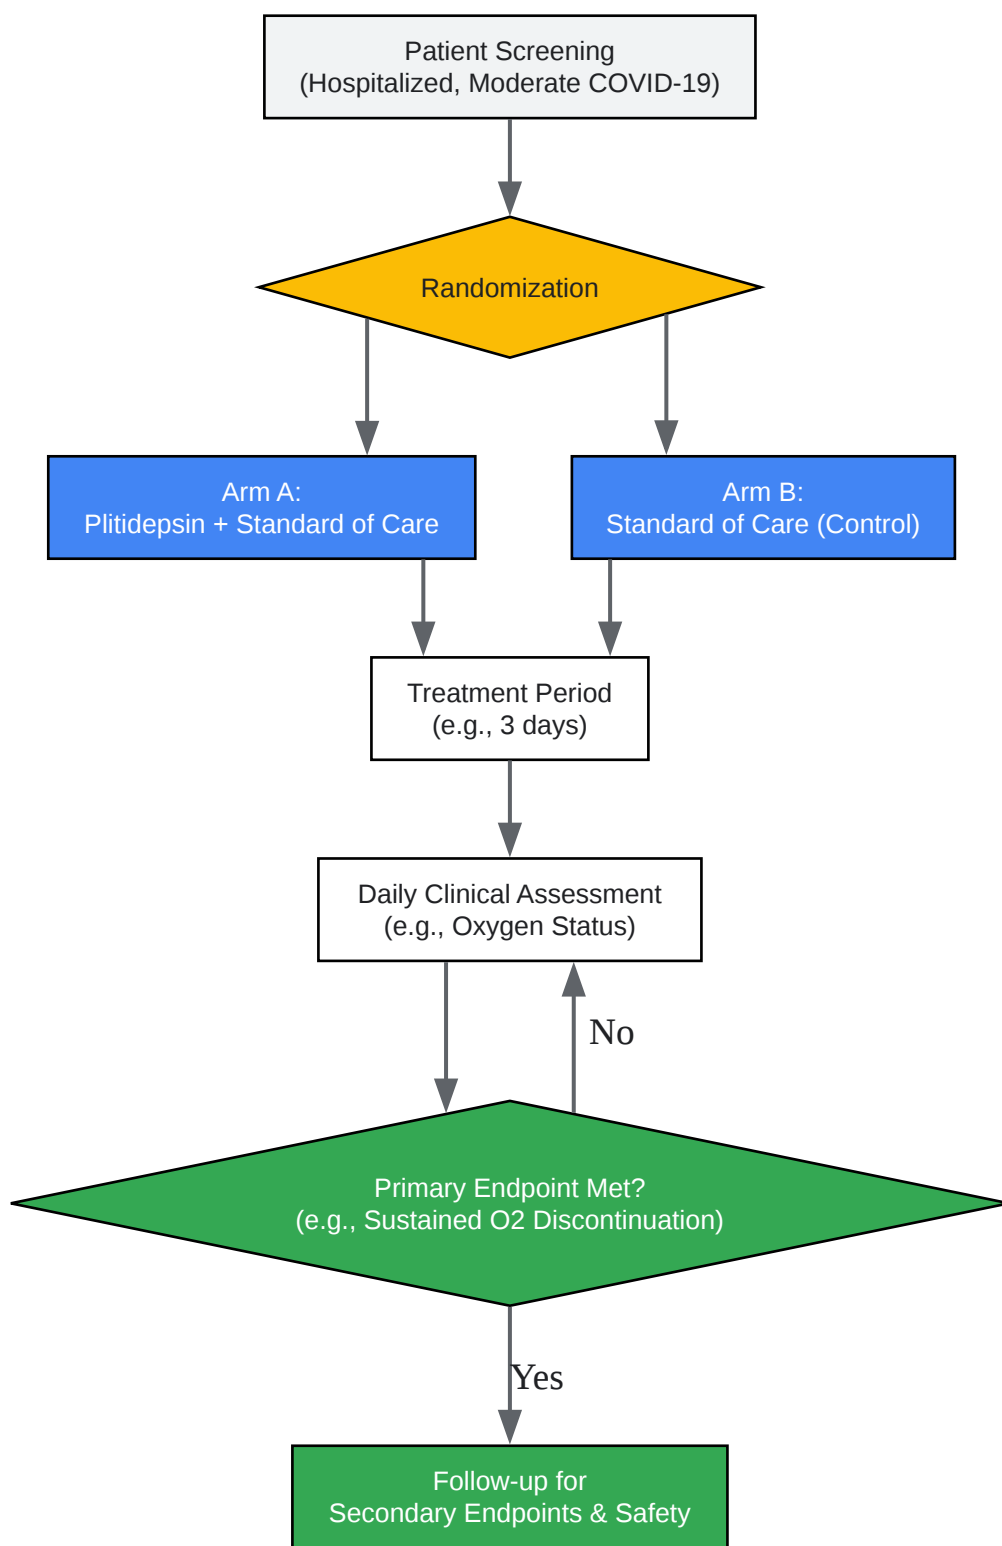 Patient Screening
(Hospitalized, Moderate COVID-19)
Randomization
Arm A:
Plitidepsin + Standard of Care
Arm B:
Standard of Care (Control)
Treatment Period
(e.g., 3 days)
Daily Clinical Assessment
(e.g., Oxygen Status)
No
Primary Endpoint Met?
(e.g., Sustained O2 Discontinuation)
Yes
Follow-up for
Secondary Endpoints & Safety